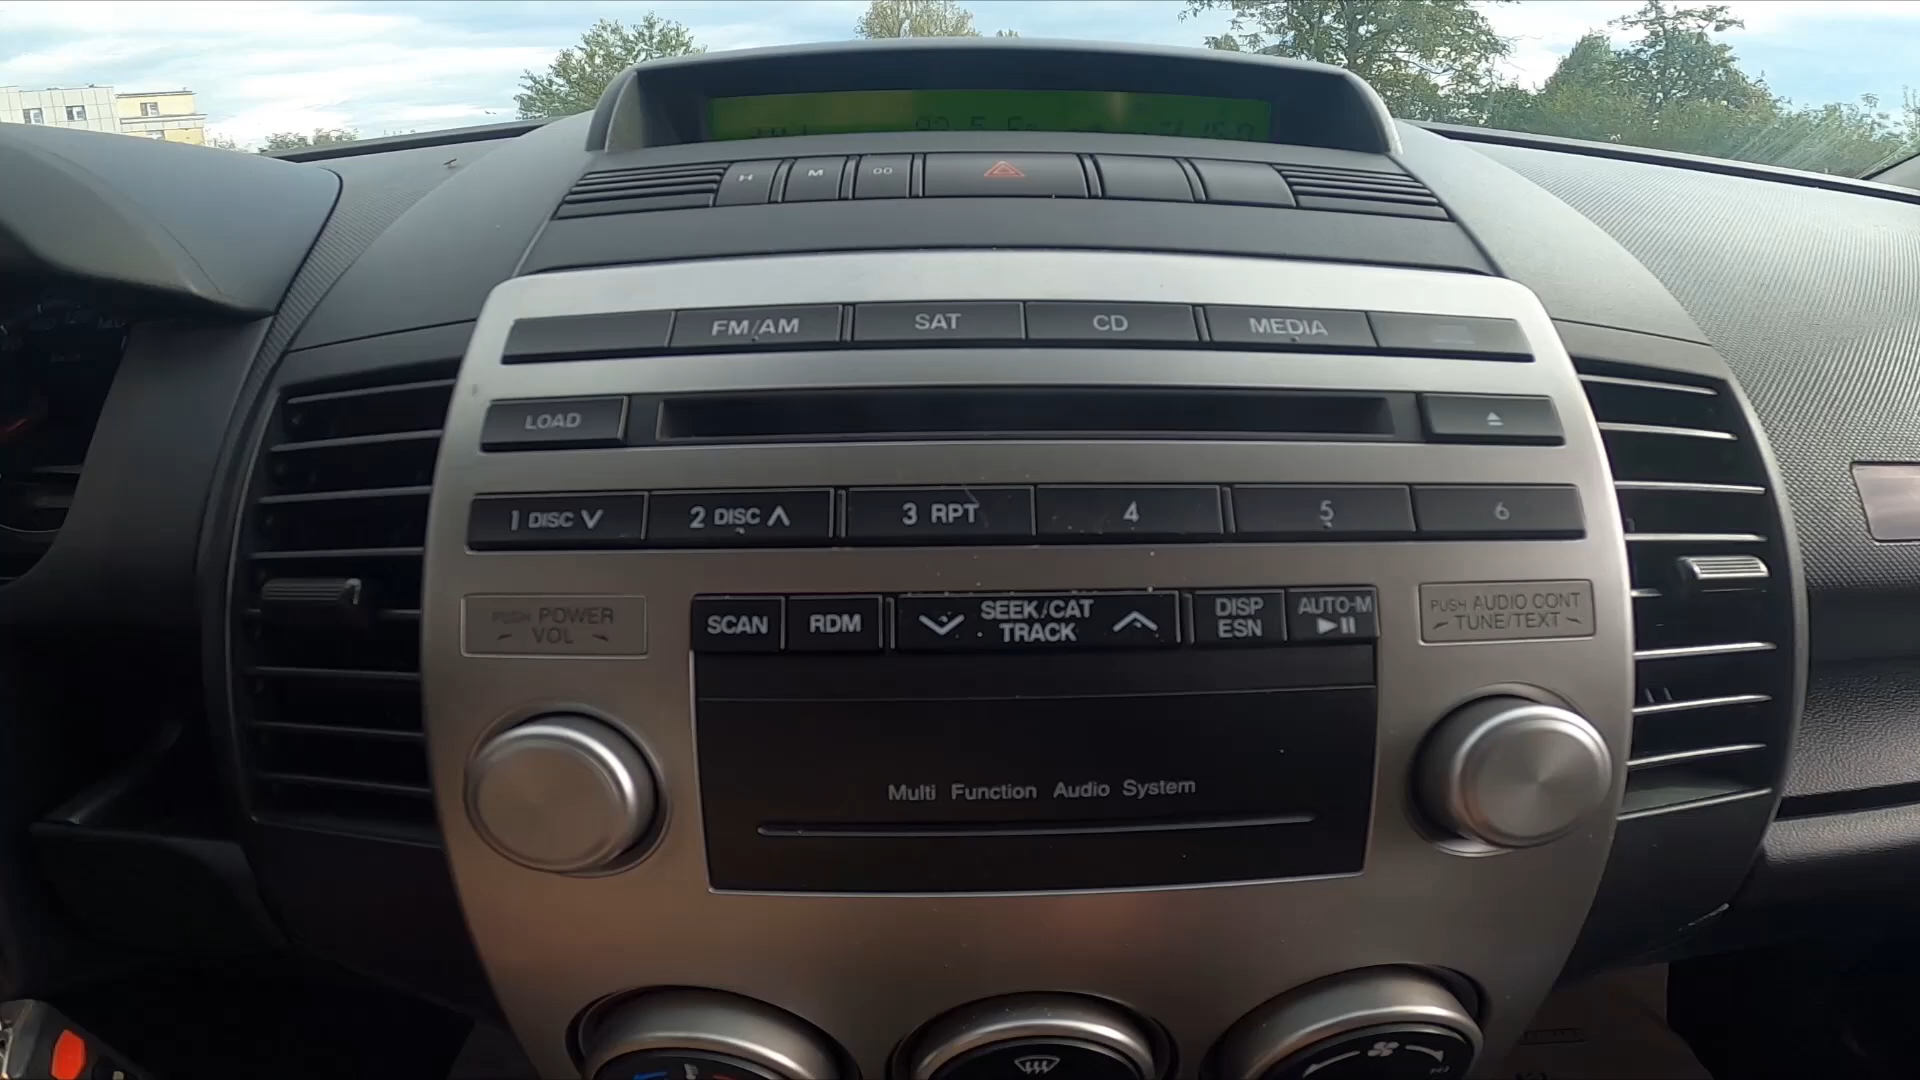 H M 00
FM/AM SAT CD MEDIA
LOAD
1 DISC 2 DISC 3 RPT 4 5 6
PUSH POWER
VOL
SCAN RDM SEEK/CAT
TRACK
DISP
ESN
AUTO-M
PUSH AUDIO CONT
TUNE/TEXT
Multi Function Audio System